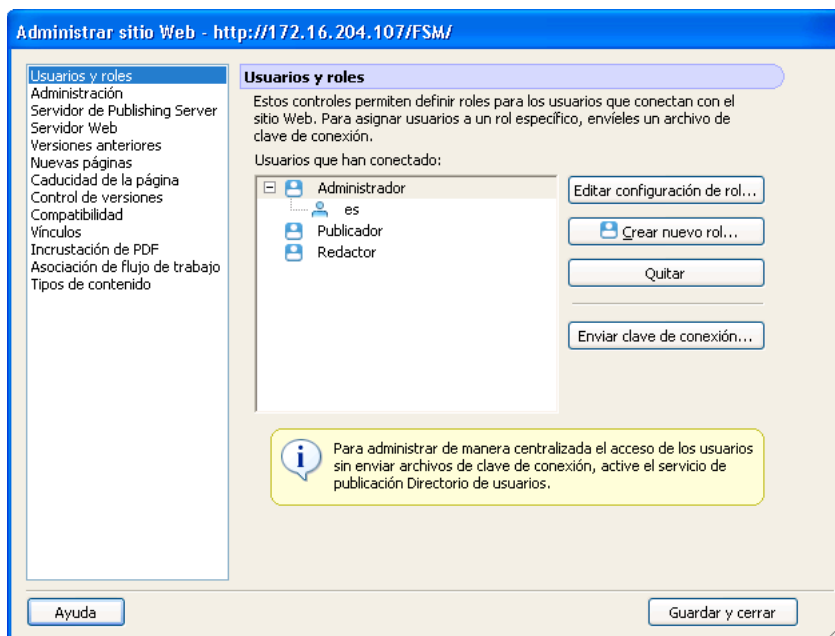 Administrar sitio Web - http://172.16.204.107/FSM/
Usuarios y roles
Administración
Servidor de Publishing Server
Servidor Web
Versiones anteriores
Nuevas páginas
Caducidad de la página
Control de versiones
Compatibilidad
Vínculos
Incrustación de PDF
Asociación de flujo de trabajo
Tipos de contenido
Usuarios y roles
Estos controles permiten definir roles para los usuarios que conectan con el
sitio Web. Para asignar usuarios a un rol específico, envíeles un archivo de
clave de conexión.
Usuarios que han conectado:
Administrador
es
Publicador
Redactor
Editar configuración de rol...
Crear nuevo rol...
Quitar
Enviar clave de conexión...
Para administrar de manera centralizada el acceso de los usuarios
sin enviar archivos de clave de conexión, active el servicio de
publicación Directorio de usuarios.
Ayuda
Guardar y cerrar